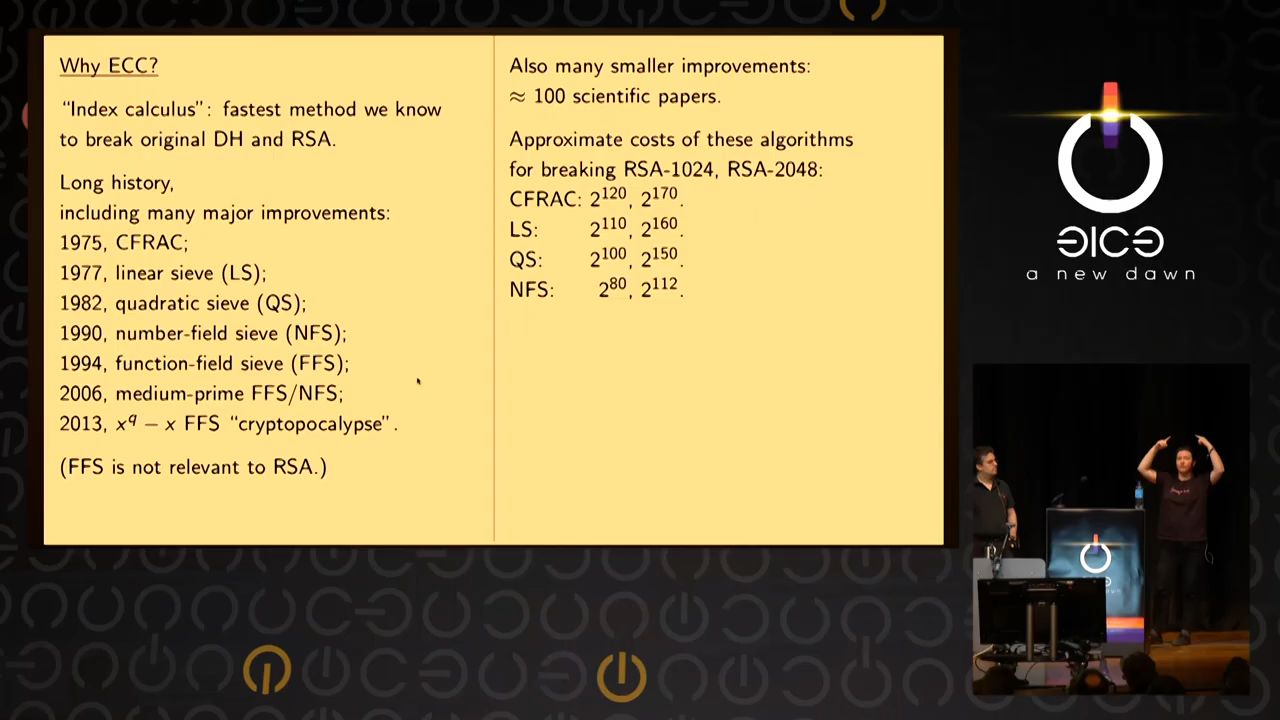 Why ECC?
“Index calculus”: fastest method we know
to break original DH and RSA.
Long history,
including many major improvements:
1975, CFRAC;
1977, linear sieve (LS);
1982, quadratic sieve (QS);
1990, number-field sieve (NFS);
1994, function-field sieve (FFS);
2006, medium-prime FFS/NFS;
2013, x^q − x FFS “cryptopocalypse”.
(FFS is not relevant to RSA.)
Also many smaller improvements:
≈ 100 scientific papers.
Approximate costs of these algorithms
for breaking RSA-1024, RSA-2048:
CFRAC: 2^120, 2^170.
LS: 2^110, 2^160.
QS: 2^100, 2^150.
NFS: 2^80, 2^112.
31C3
a new dawn